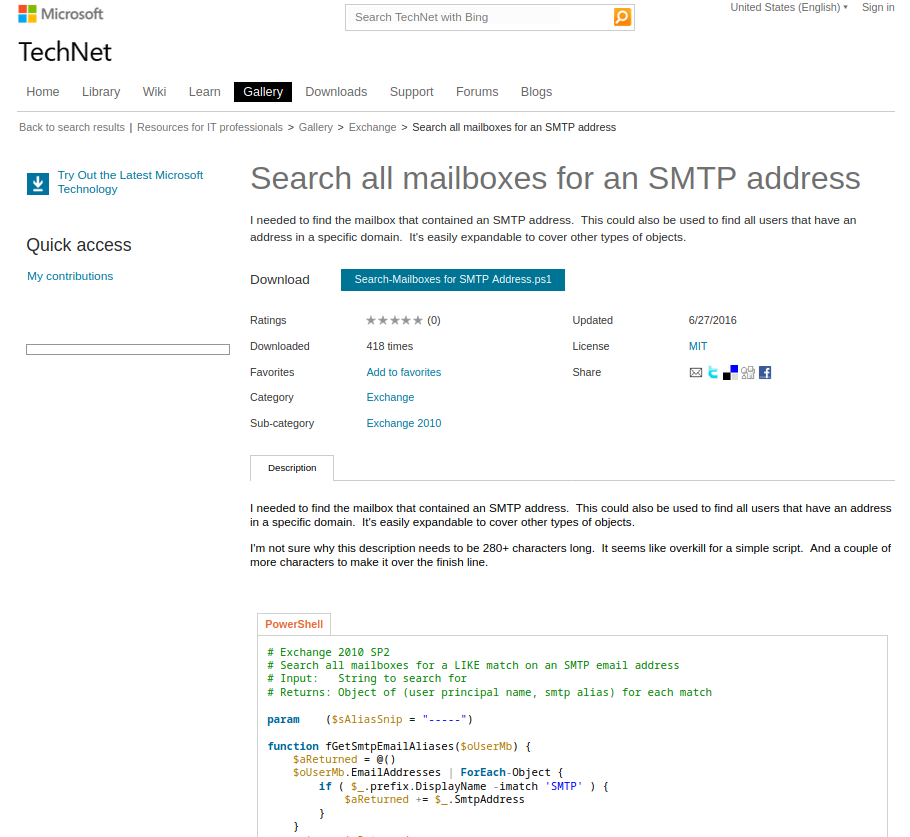 Microsoft
Search TechNet with Bing
United States (English) ▾ Sign in
TechNet
Home Library Wiki Learn Gallery Downloads Support Forums Blogs
Back to search results | Resources for IT professionals > Gallery > Exchange > Search all mailboxes for an SMTP address
Try Out the Latest Microsoft
Technology
Quick access
My contributions
Search all mailboxes for an SMTP address
I needed to find the mailbox that contained an SMTP address.  This could also be used to find all users that have an
address in a specific domain.  It's easily expandable to cover other types of objects.
Download Search-Mailboxes for SMTP Address.ps1
Ratings ★★★★★ (0) Updated 6/27/2016
Downloaded 418 times License MIT
Favorites Add to favorites Share
Category Exchange
Sub-category Exchange 2010
Description
I needed to find the mailbox that contained an SMTP address.  This could also be used to find all users that have an address
in a specific domain.  It's easily expandable to cover other types of objects.
I'm not sure why this description needs to be 280+ characters long.  It seems like overkill for a simple script.  And a couple of
more characters to make it over the finish line.
PowerShell
# Exchange 2010 SP2
# Search all mailboxes for a LIKE match on an SMTP email address
# Input:   String to search for
# Returns: Object of (user principal name, smtp alias) for each match
param    ($sAliasSnip = "-----")
function fGetSmtpEmailAliases($oUserMb) {
    $aReturned = @()
    $oUserMb.EmailAddresses | ForEach-Object {
        if ( $_.prefix.DisplayName -imatch 'SMTP' ) {
            $aReturned += $_.SmtpAddress
        }
    }